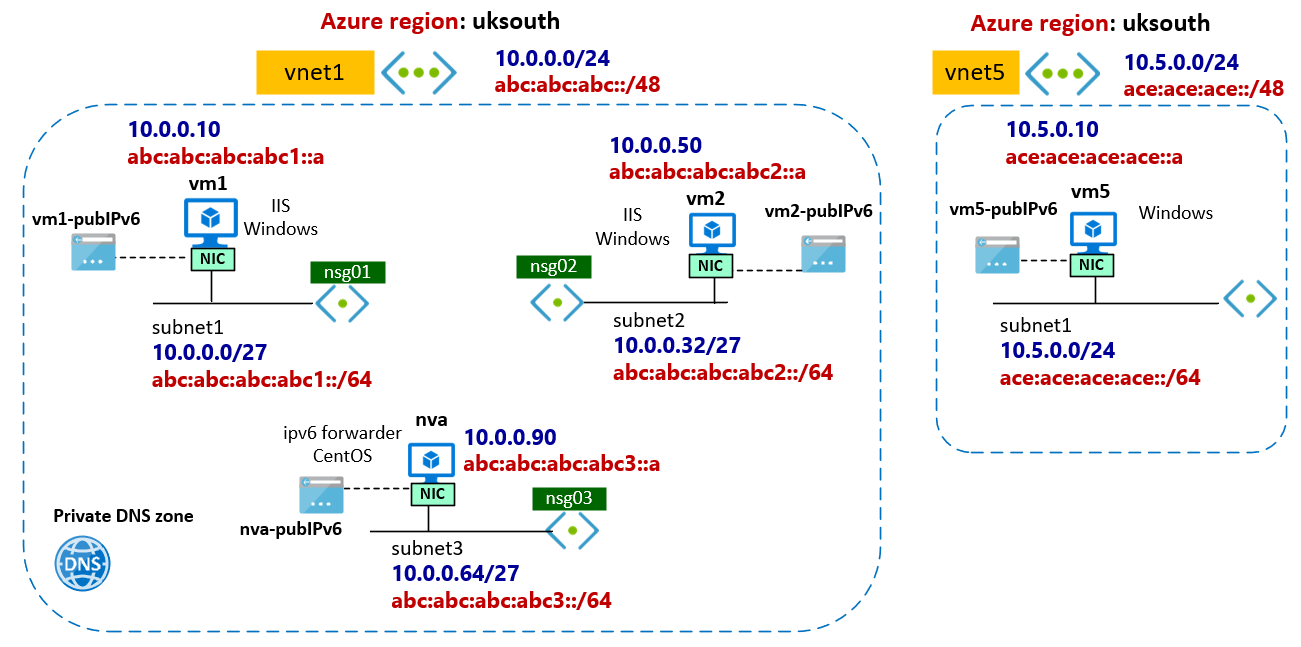 Azure region: uksouth
vnet1
10.0.0.0/24
abc:abc:abc::/48
10.0.0.10
abc:abc:abc:abc1::a
vm1
IIS
Windows
vm1-pubIPv6
NIC
nsg01
subnet1
10.0.0.0/27
abc:abc:abc:abc1::/64
10.0.0.50
abc:abc:abc:abc2::a
vm2
IIS
Windows
vm2-pubIPv6
NIC
nsg02
subnet2
10.0.0.32/27
abc:abc:abc:abc2::/64
nva
ipv6 forwarder
CentOS
10.0.0.90
abc:abc:abc:abc3::a
NIC
nsg03
nva-pubIPv6
subnet3
10.0.0.64/27
abc:abc:abc:abc3::/64
Private DNS zone
DNS
Azure region: uksouth
vnet5
10.5.0.0/24
ace:ace:ace::/48
10.5.0.10
ace:ace:ace:ace::a
vm5
Windows
vm5-pubIPv6
NIC
subnet1
10.5.0.0/24
ace:ace:ace:ace::/64